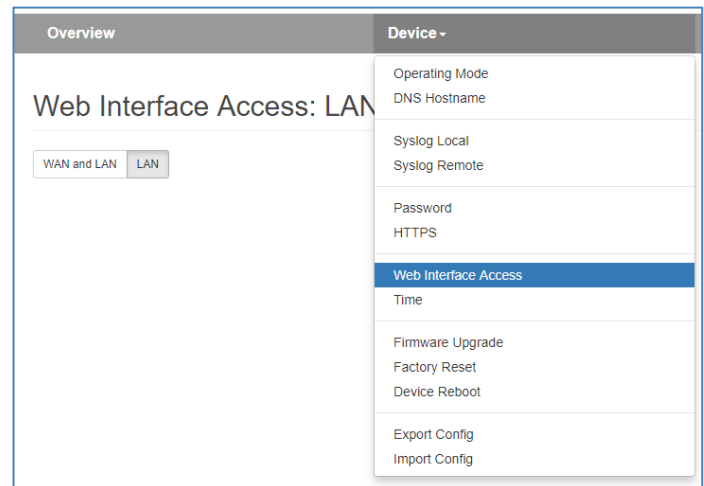 Overview
Device
Web Interface Access: LAN
WAN and LAN
LAN
Operating Mode
DNS Hostname
Syslog Local
Syslog Remote
Password
HTTPS
Web Interface Access
Time
Firmware Upgrade
Factory Reset
Device Reboot
Export Config
Import Config